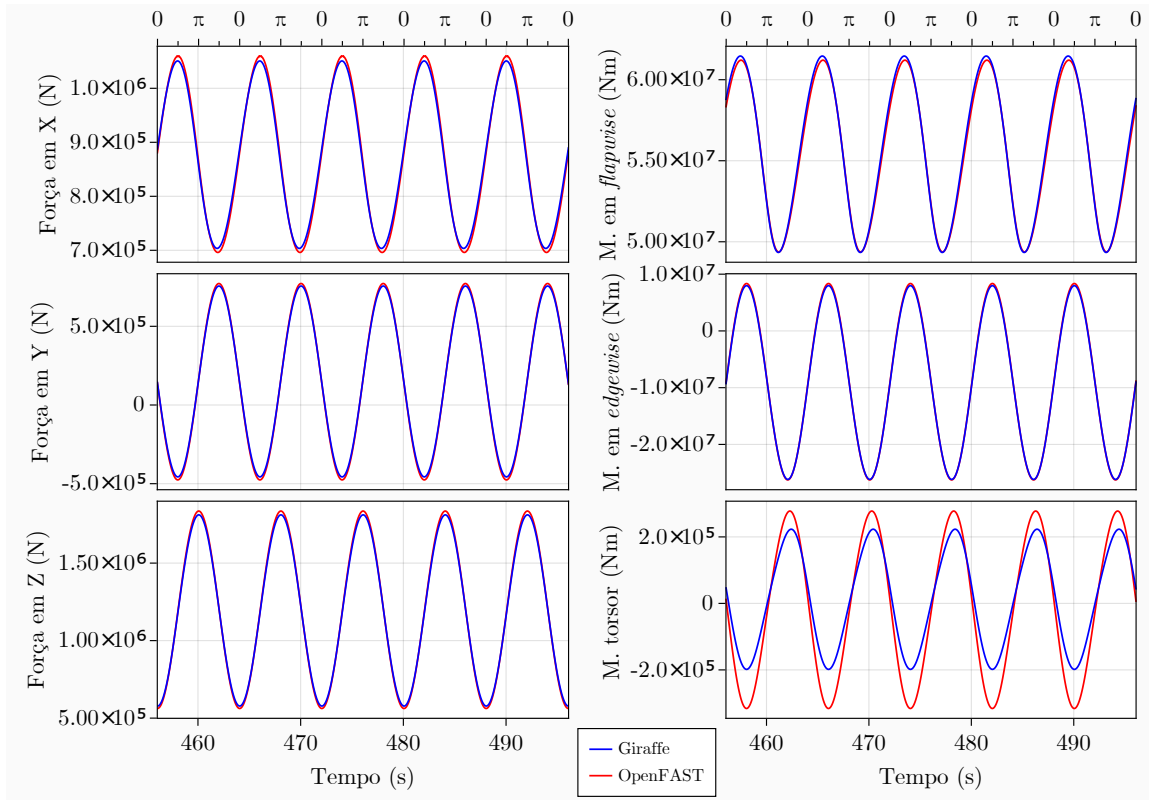 0 π 0 π 0 π 0 π 0 π 0
0 π 0 π 0 π 0 π 0 π 0
Força em X (N)
1.0×10⁶
9.0×10⁵
8.0×10⁵
7.0×10⁵
M. em flapwise (Nm)
6.00×10⁷
5.50×10⁷
5.00×10⁷
Força em Y (N)
5.0×10⁵
0
-5.0×10⁵
M. em edgewise (Nm)
1.0×10⁷
0
-1.0×10⁷
-2.0×10⁷
Força em Z (N)
1.50×10⁶
1.00×10⁶
5.00×10⁵
460 470 480 490
Tempo (s)
M. torsor (Nm)
2.0×10⁵
0
-2.0×10⁵
460 470 480 490
Tempo (s)
Giraffe
OpenFAST